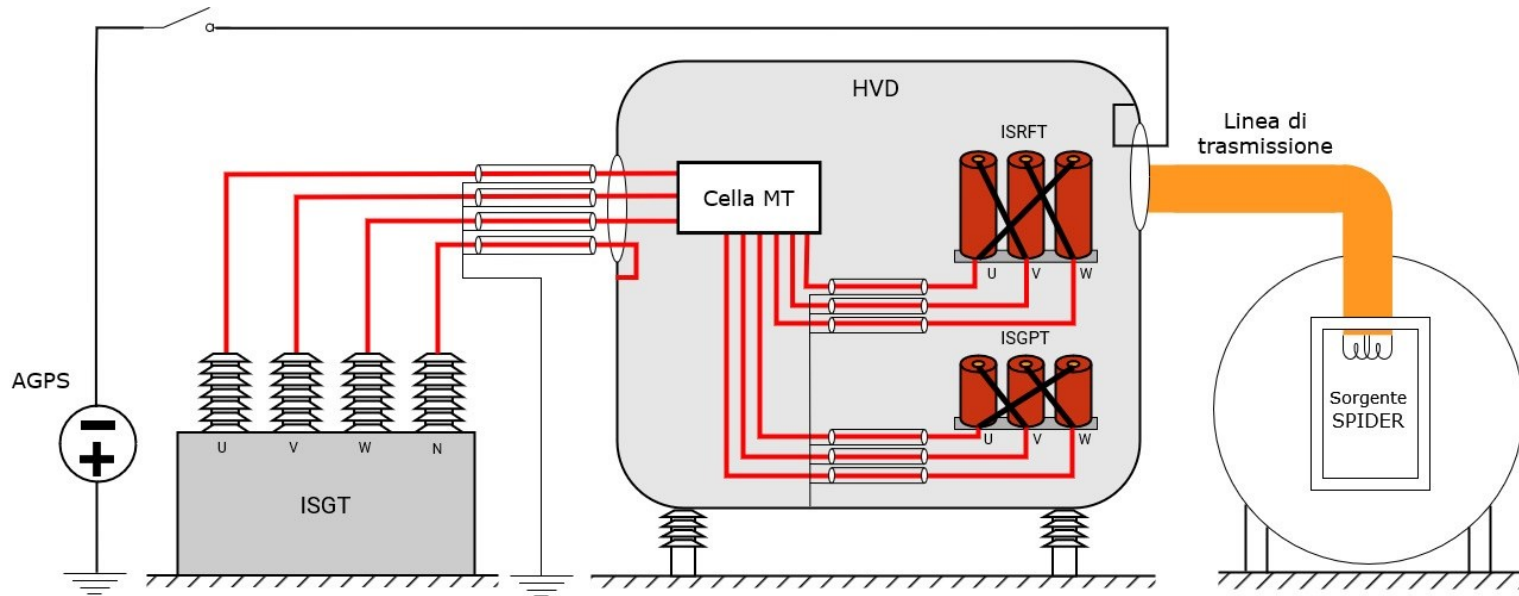 HVD
ISRFT
Linea di
trasmissione
Cella MT
U V W
ISGPT
AGPS
Sorgente
SPIDER
U V W N
U V W
ISGT